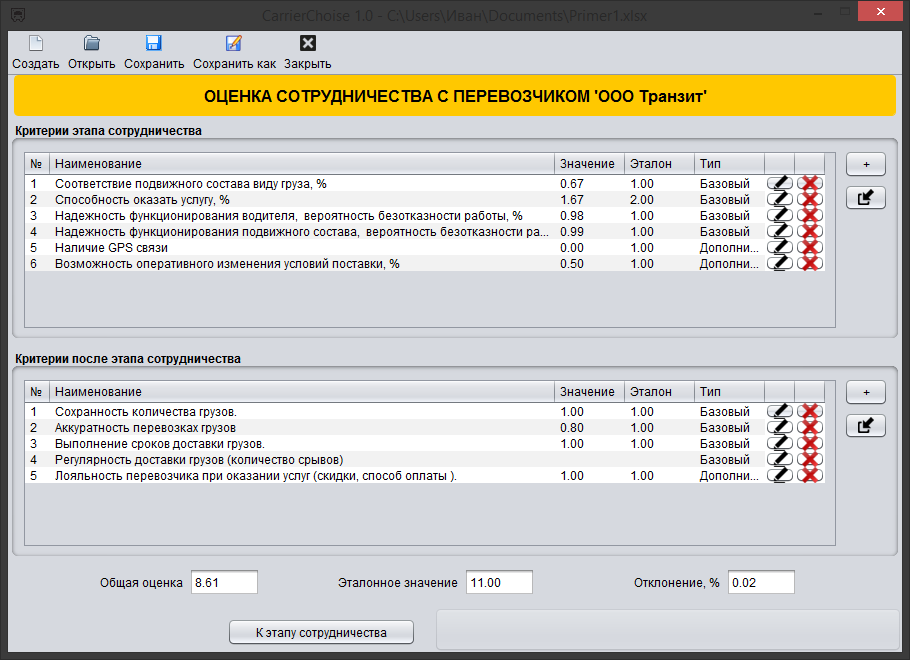 CarrierChoise 1.0 - C:\Users\Иван\Documents\Primer1.xlsx
Создать Открыть Сохранить Сохранить как Закрыть
ОЦЕНКА СОТРУДНИЧЕСТВА С ПЕРЕВОЗЧИКОМ 'ООО Транзит'
Критерии этапа сотрудничества
№ Наименование Значение Эталон Тип
1 Соответствие подвижного состава виду груза, % 0.67 1.00 Базовый
2 Способность оказать услугу, % 1.67 2.00 Базовый
3 Надежность функционирования водителя, вероятность безотказности работы, % 0.98 1.00 Базовый
4 Надежность функционирования подвижного состава, вероятность безотказности ра... 0.99 1.00 Базовый
5 Наличие GPS связи 0.00 1.00 Дополни...
6 Возможность оперативного изменения условий поставки, % 0.50 1.00 Дополни...
+
Критерии после этапа сотрудничества
№ Наименование Значение Эталон Тип
1 Сохранность количества грузов. 1.00 1.00 Базовый
2 Аккуратность перевозках грузов 0.80 1.00 Базовый
3 Выполнение сроков доставки грузов. 1.00 1.00 Базовый
4 Регулярность доставки грузов (количество срывов) Базовый
5 Лояльность перевозчика при оказании услуг (скидки, способ оплаты ). 1.00 1.00 Дополни...
+
Общая оценка 8.61 Эталонное значение 11.00 Отклонение, % 0.02
К этапу сотрудничества